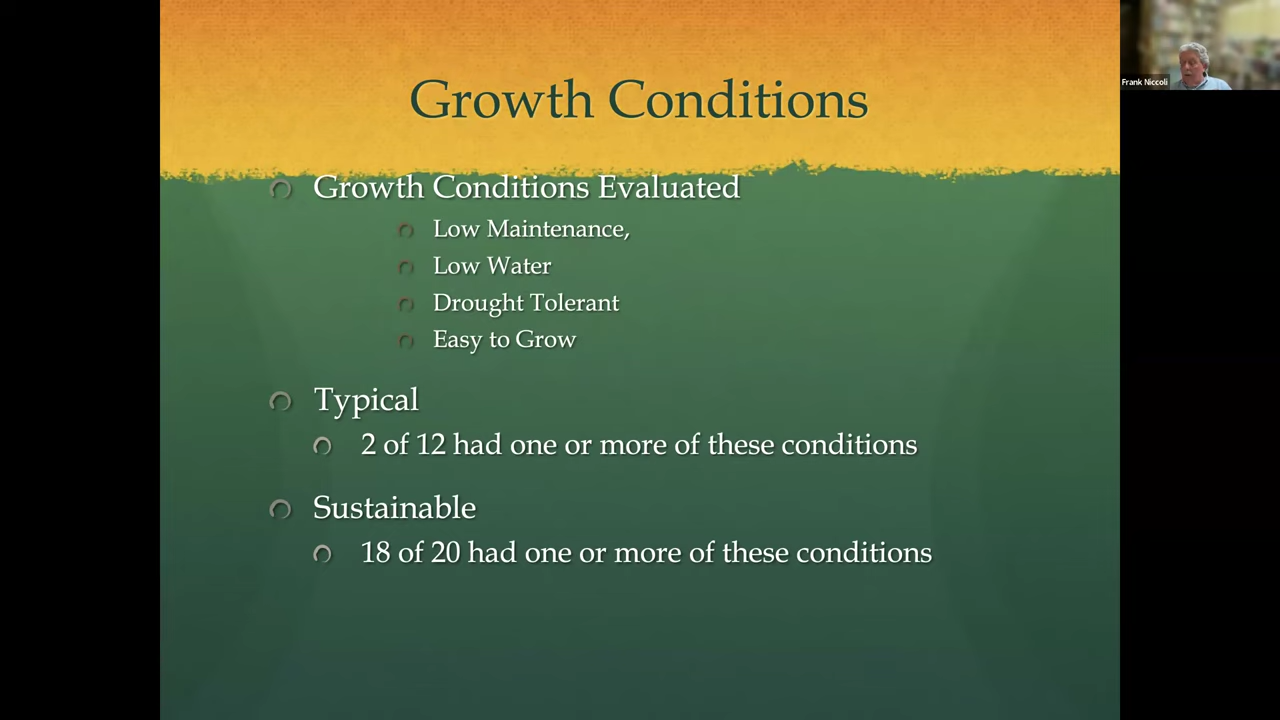 Growth Conditions
Frank Niccoli
Growth Conditions Evaluated
Low Maintenance,
Low Water
Drought Tolerant
Easy to Grow
Typical
2 of 12 had one or more of these conditions
Sustainable
18 of 20 had one or more of these conditions